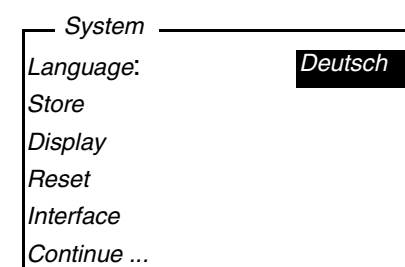 System
Language: Deutsch
Store
Display
Reset
Interface
Continue ...